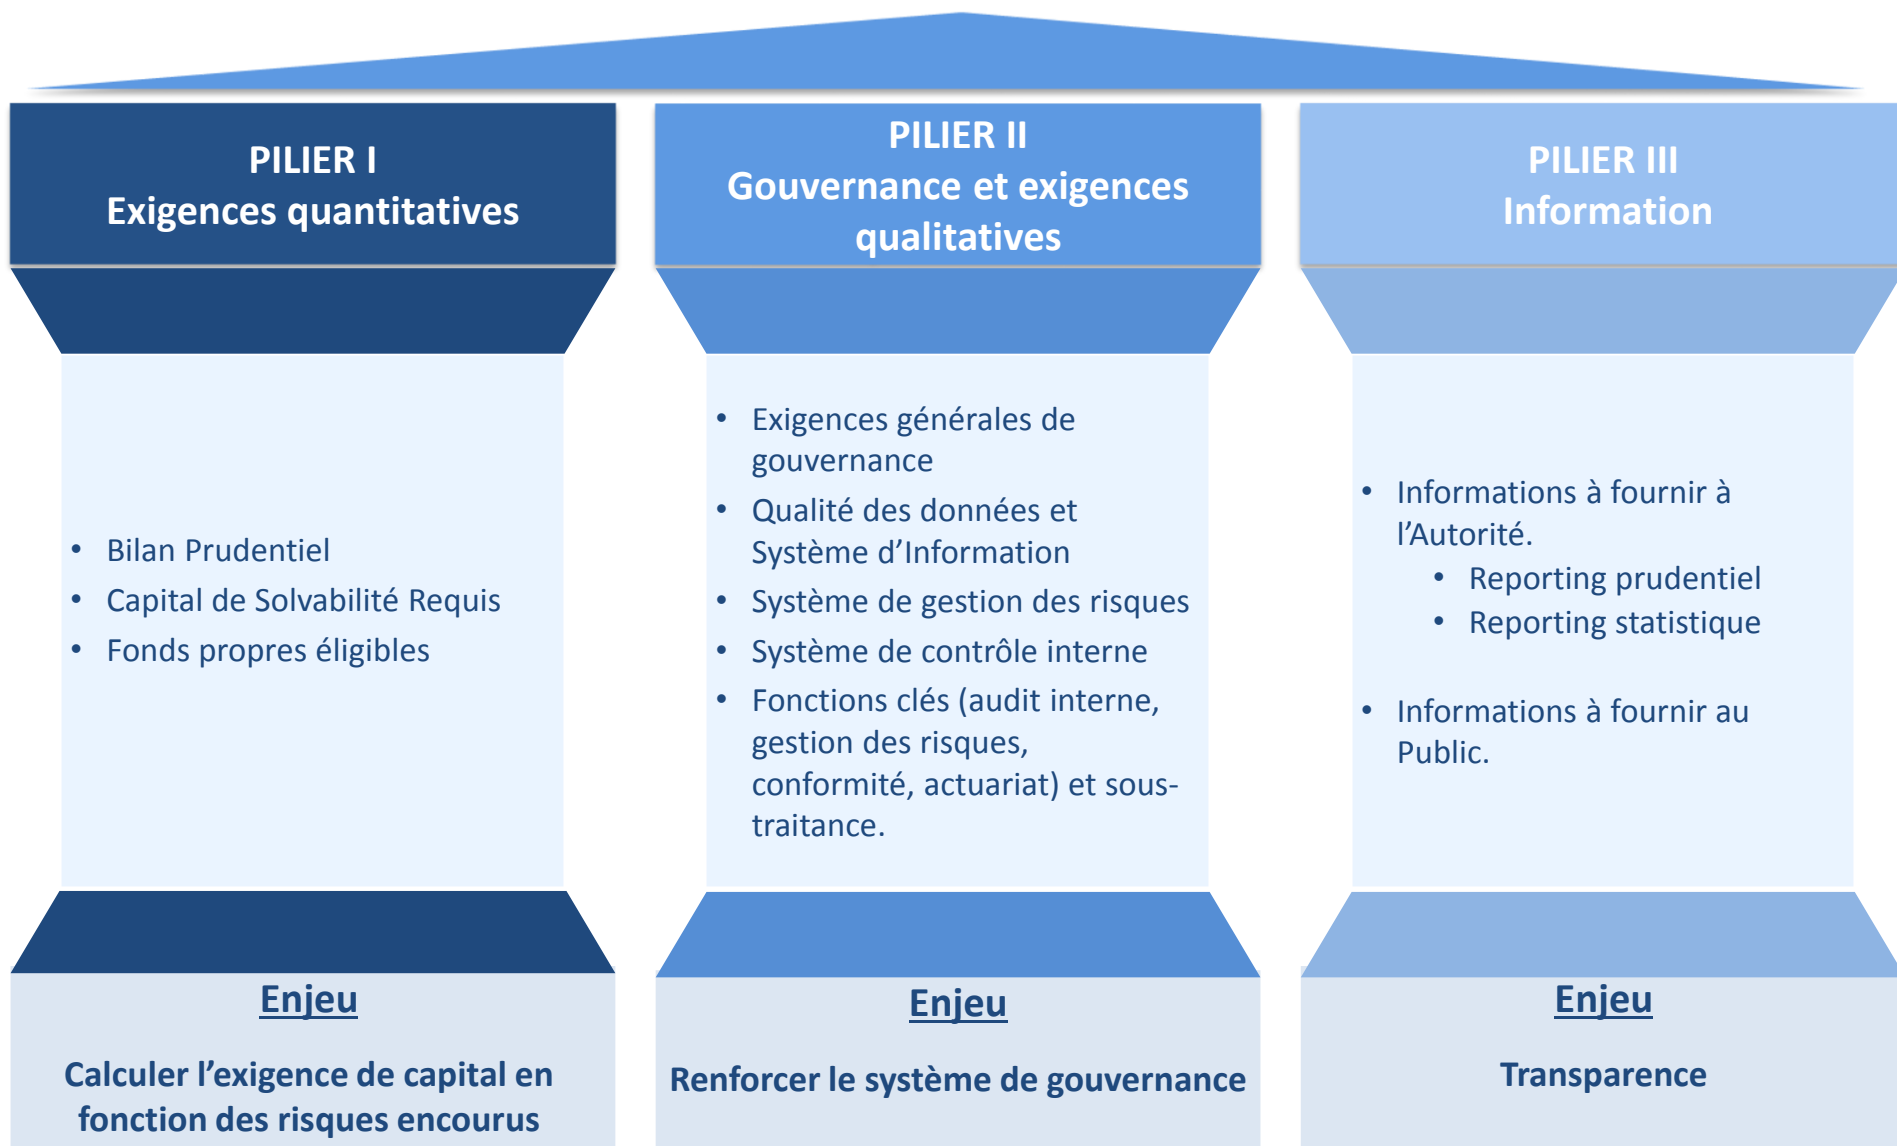 PILIER I
Exigences quantitatives
• Bilan Prudentiel
• Capital de Solvabilité Requis
• Fonds propres éligibles
Enjeu
Calculer l’exigence de capital en
fonction des risques encourus
PILIER II
Gouvernance et exigences
qualitatives
• Exigences générales de
gouvernance
• Qualité des données et
Système d’Information
• Système de gestion des risques
• Système de contrôle interne
• Fonctions clés (audit interne,
gestion des risques,
conformité, actuariat) et sous-
traitance.
Enjeu
Renforcer le système de gouvernance
PILIER III
Information
• Informations à fournir à
l’Autorité.
• Reporting prudentiel
• Reporting statistique
• Informations à fournir au
Public.
Enjeu
Transparence